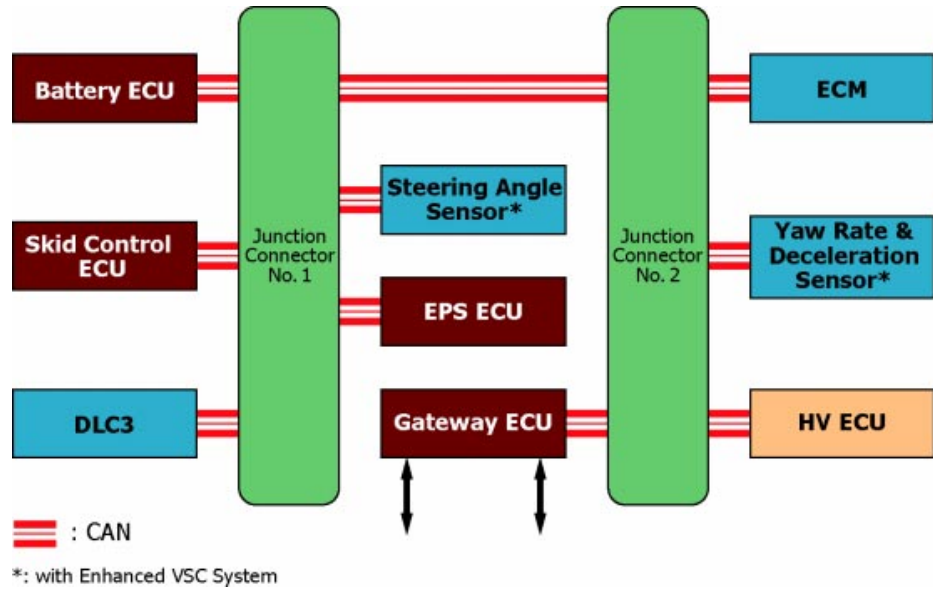 Battery ECU
ECM
Steering Angle
Sensor*
Skid Control
ECU
Junction
Connector
No. 1
Junction
Connector
No. 2
Yaw Rate &
Deceleration
Sensor*
EPS ECU
DLC3
Gateway ECU
HV ECU
: CAN
*: with Enhanced VSC System